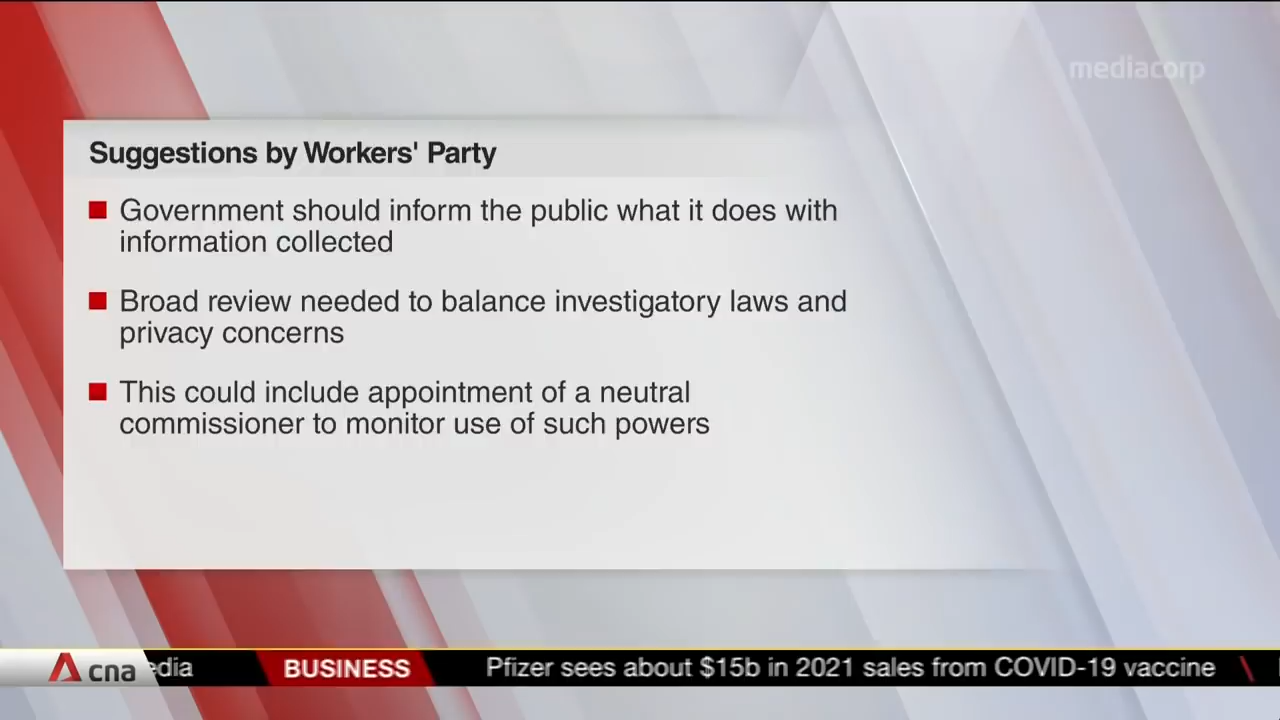 mediacorp
Suggestions by Workers' Party
Government should inform the public what it does with
information collected
Broad review needed to balance investigatory laws and
privacy concerns
This could include appointment of a neutral
commissioner to monitor use of such powers
cna edia BUSINESS Pfizer sees about $15b in 2021 sales from COVID-19 vaccine